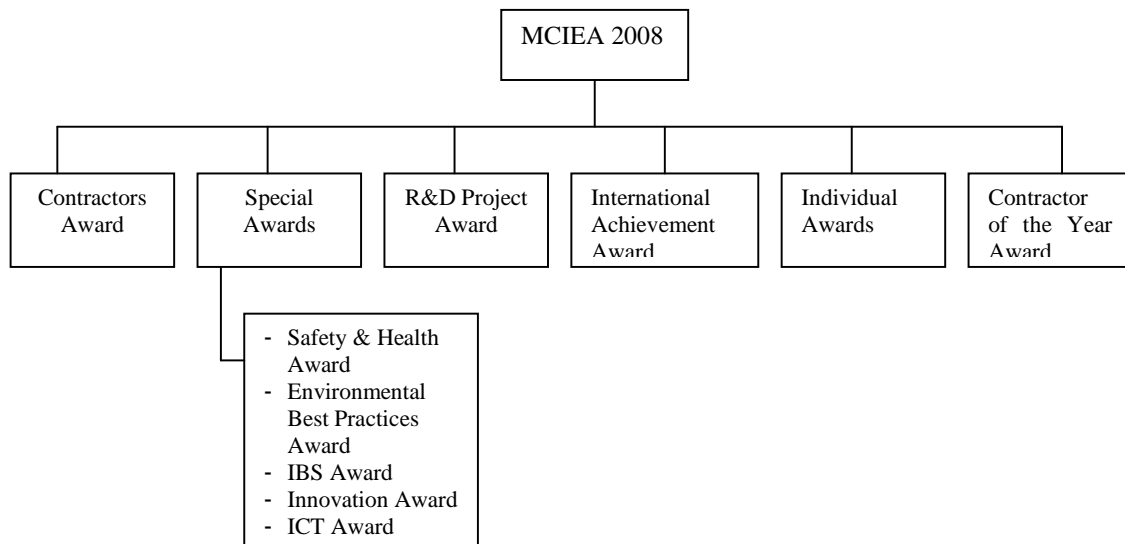 MCIEA 2008
Contractors
Award
Special
Awards
R&D Project
Award
International
Achievement
Award
Individual
Awards
Contractor
of the Year
Award
- Safety & Health
Award
- Environmental
Best Practices
Award
- IBS Award
- Innovation Award
- ICT Award